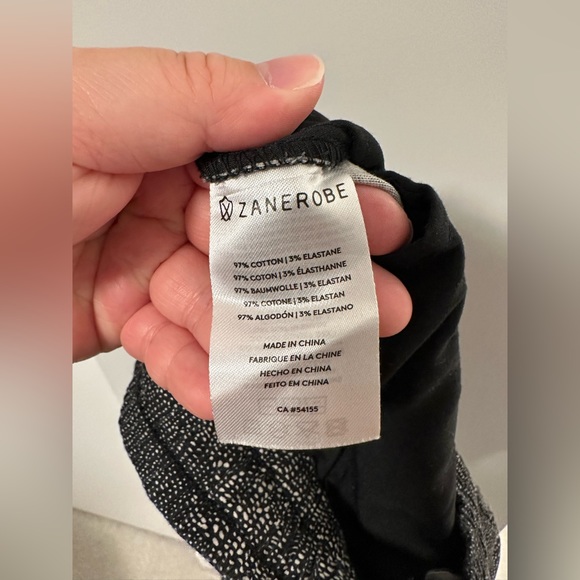 ZANEROBE
97% COTTON | 3% ELASTANE
97% COTON | 3% ÉLASTHANNE
97% BAUMWOLLE | 3% ELASTAN
97% COTONE | 3% ELASTAN
97% ALGODÓN | 3% ELASTANO
MADE IN CHINA
FABRIQUE EN LA CHINE
HECHO EN CHINA
FEITO EM CHINA
CA #54155